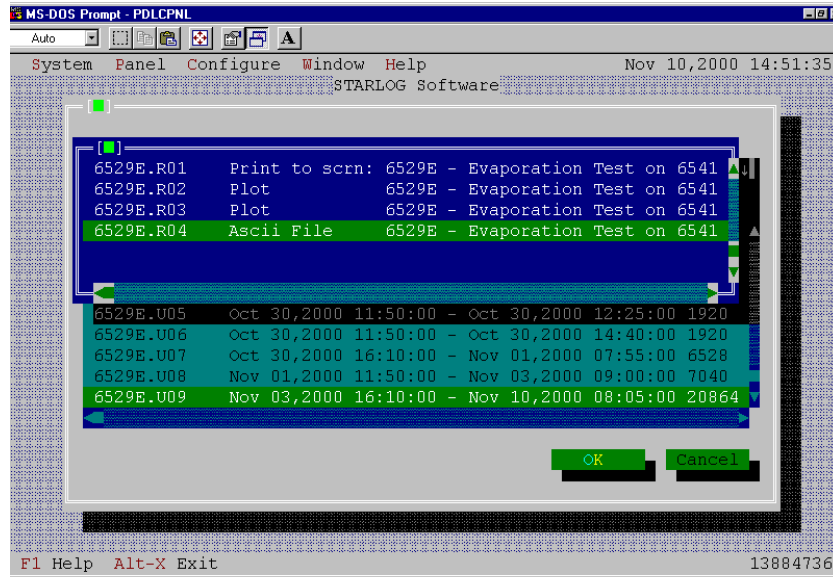 MS-DOS Prompt - PDLCPNL
Auto
A
System Panel Configure Window Help Nov 10,2000 14:51:35
STARLOG Software
6529E.R01 Print to scrn: 6529E - Evaporation Test on 6541
6529E.R02 Plot 6529E - Evaporation Test on 6541
6529E.R03 Plot 6529E - Evaporation Test on 6541
6529E.R04 Ascii File 6529E - Evaporation Test on 6541
6529E.U05 Oct 30,2000 11:50:00 - Oct 30,2000 12:25:00 1920
6529E.U06 Oct 30,2000 11:50:00 - Oct 30,2000 14:40:00 1920
6529E.U07 Oct 30,2000 16:10:00 - Nov 01,2000 07:55:00 6528
6529E.U08 Nov 01,2000 11:50:00 - Nov 03,2000 09:00:00 7040
6529E.U09 Nov 03,2000 16:10:00 - Nov 10,2000 08:05:00 20864
OK Cancel
F1 Help Alt-X Exit 13884736